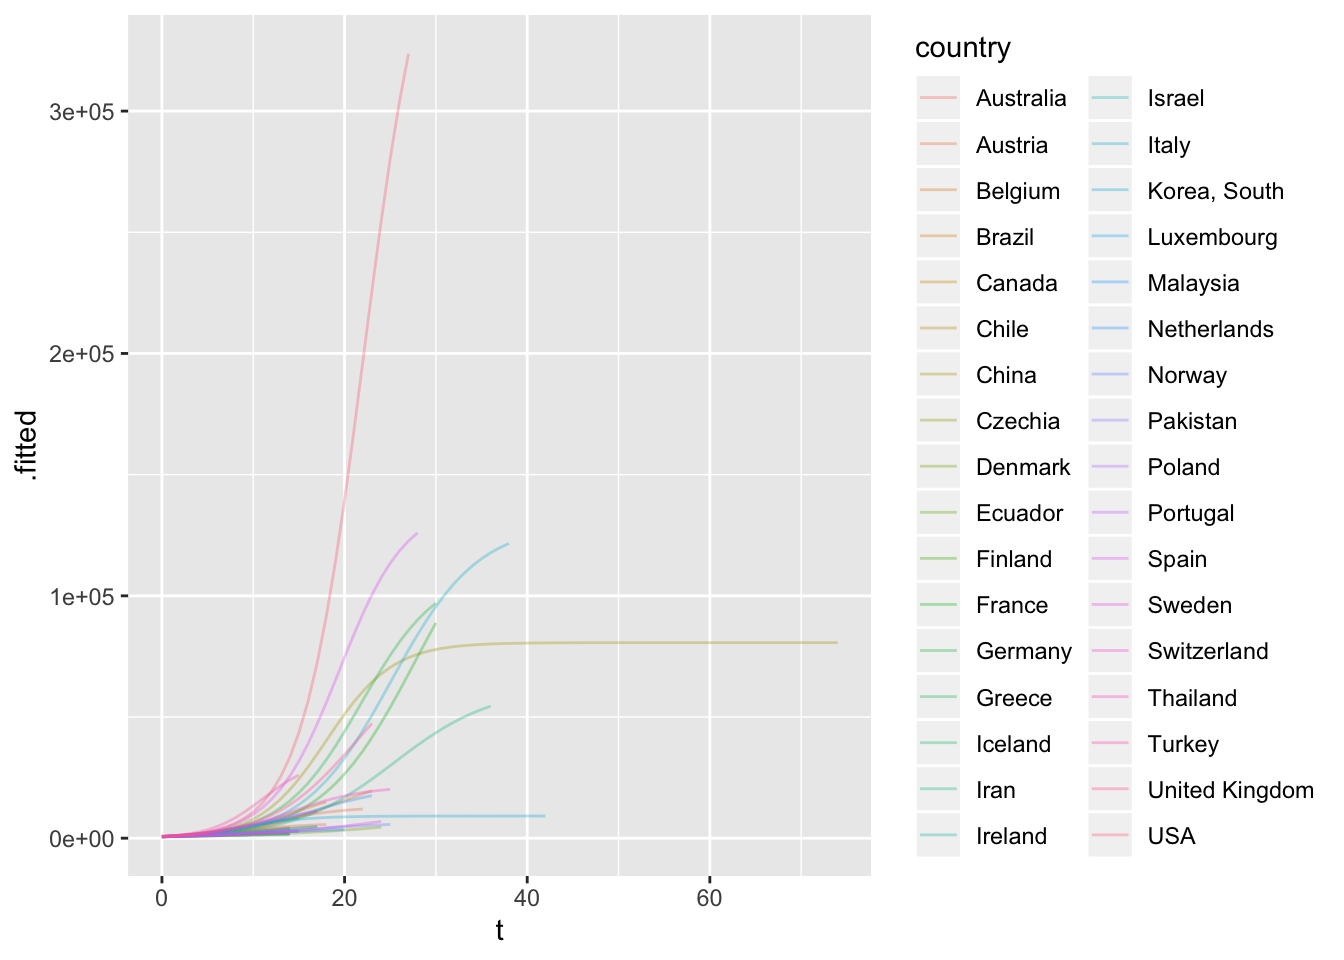 country
Australia
Austria
Belgium
Brazil
Canada
Chile
China
Czechia
Denmark
Ecuador
Finland
France
Germany
Greece
Iceland
Iran
Ireland
Israel
Italy
Korea, South
Luxembourg
Malaysia
Netherlands
Norway
Pakistan
Poland
Portugal
Spain
Sweden
Switzerland
Thailand
Turkey
United Kingdom
USA
3e+05
2e+05
1e+05
0e+00
.fitted
0
20
40
60
t